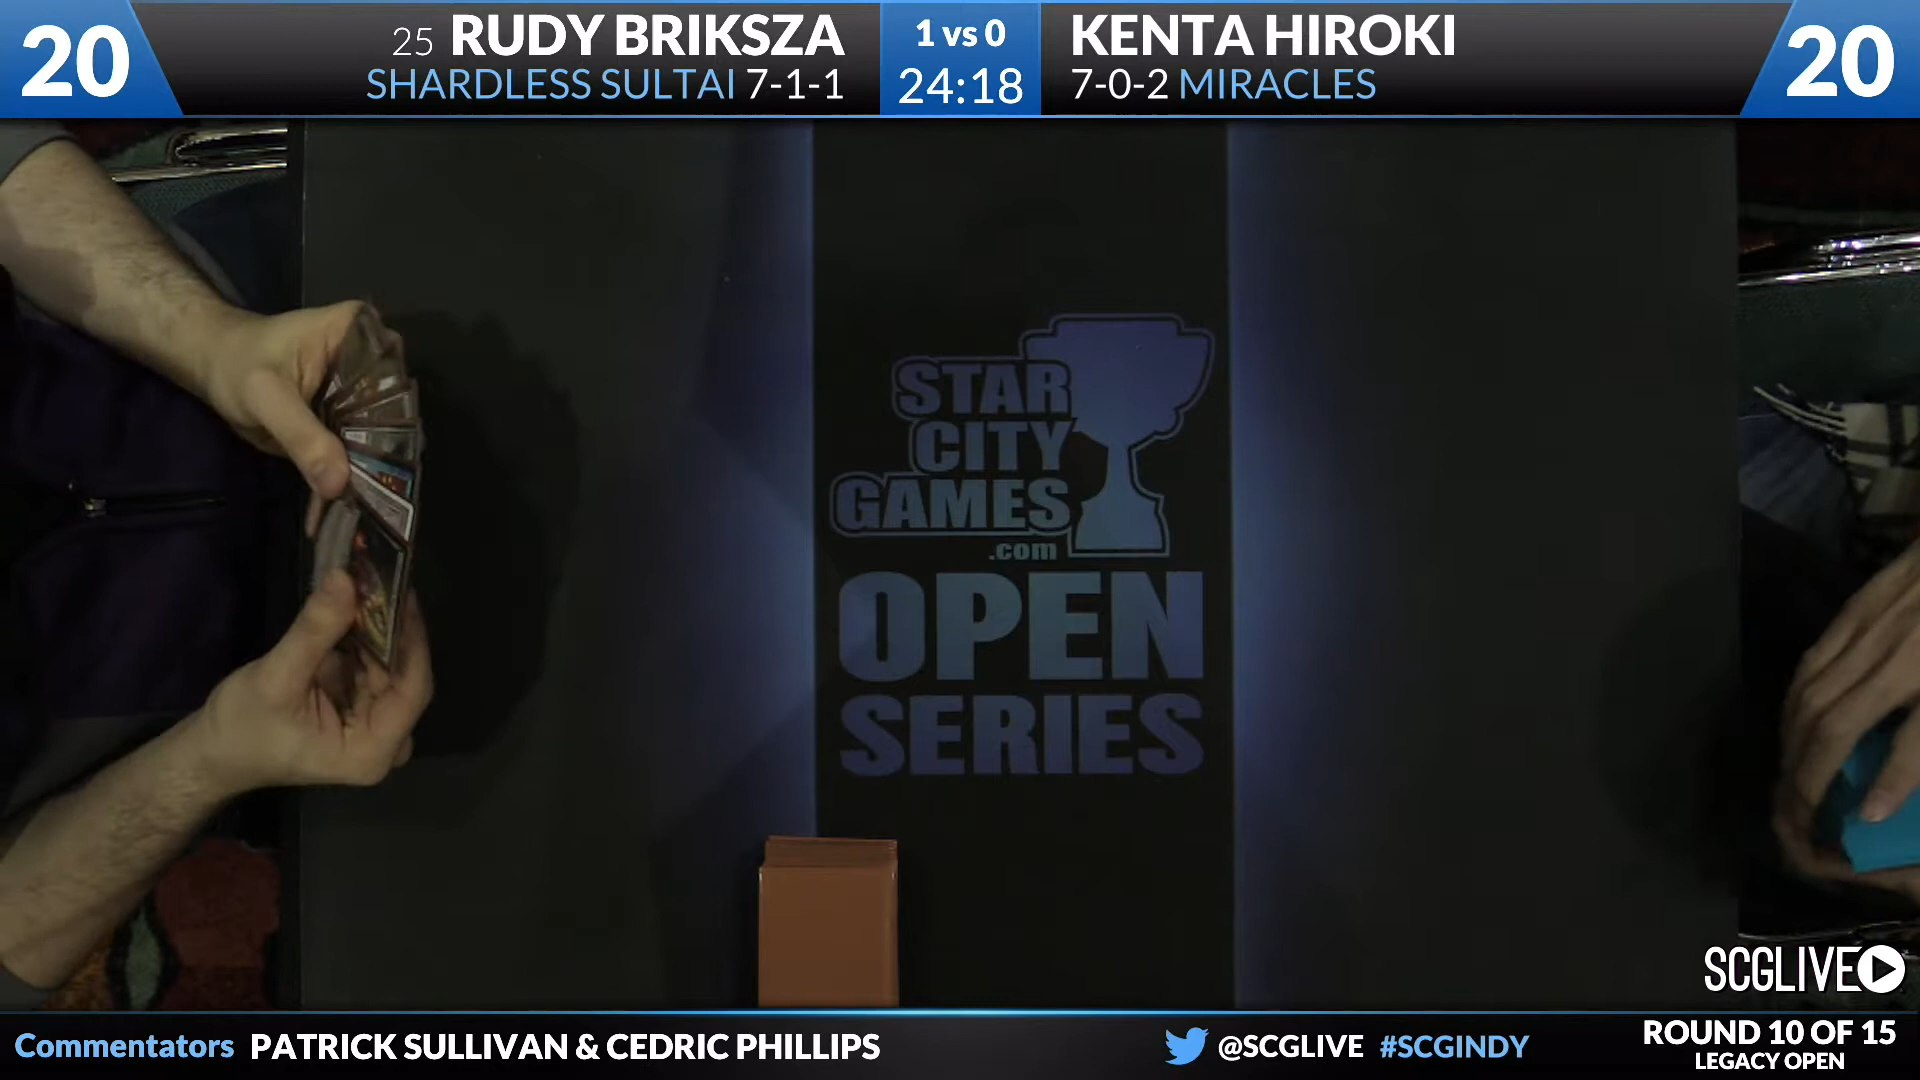 20
25 RUDY BRIKSZA
SHARDLESS SULTAI 7-1-1
1 vs 0
24:18
KENTA HIROKI
7-0-2 MIRACLES
20
STAR
CITY
GAMES
.com
OPEN
SERIES
SCGLIVE
Commentators PATRICK SULLIVAN & CEDRIC PHILLIPS
@SCGLIVE #SCGINDY
ROUND 10 OF 15
LEGACY OPEN